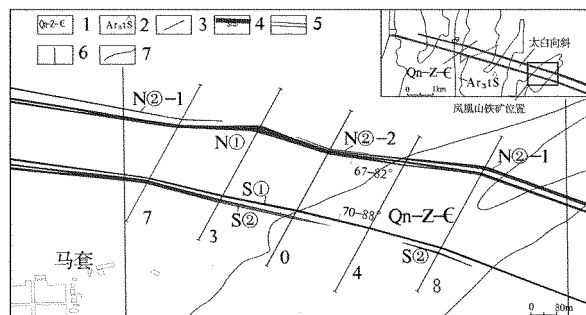 Qn-Z-Є 1 Ar₃tŜ 2 3 4 5
6 7
太白向斜
Qn-Z-Є
Ar₃tŜ
0 1km
凤凰山铁矿位置
N②-1
N①
N②-2
67-82°
N②-1
S①
S②
70-88°
Qn-Z-Є
7
3
0
4
S②
8
马套
0 80m